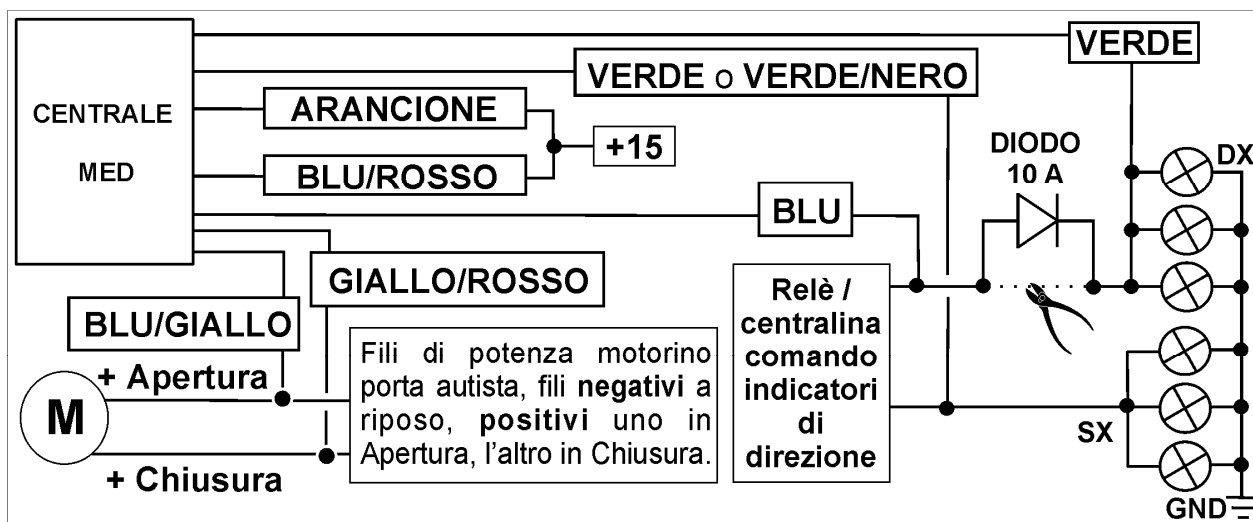 CENTRALE
MED
VERDE
VERDE o VERDE/NERO
ARANCIONE
+15
BLU/ROSSO
DIODO
10 A
DX
BLU
GIALLO/ROSSO
BLU/GIALLO
Relè /
centralina
comando
indicatori
di
direzione
+ Apertura
M
+ Chiusura
Fili di potenza motorino
porta autista, fili negativi a
riposo, positivi uno in
Apertura, l'altro in Chiusura.
SX
GND